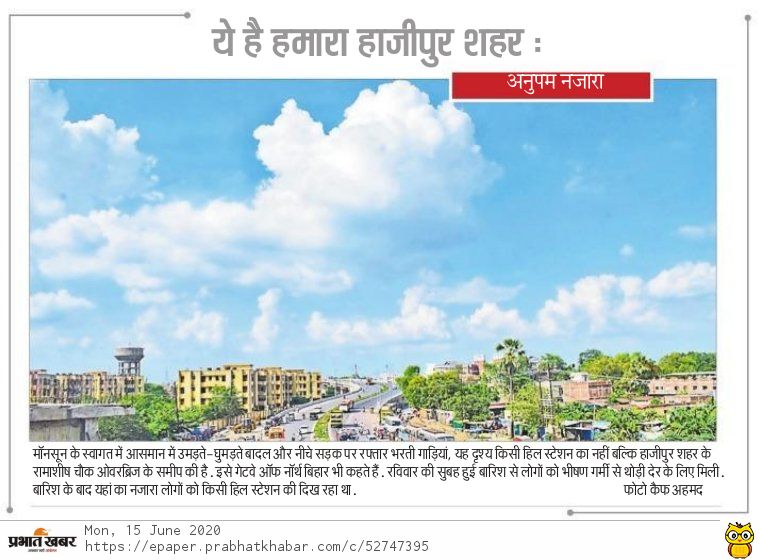 ये है हमारा हाजीपुर शहर :
अनुपम नजारा
मॉनसून के स्वागत में आसमान में उमड़ते-घुमड़ते बादल और नीचे सड़क पर रफ्तार भरती गाड़ियां, यह दृश्य किसी हिल स्टेशन का नहीं बल्कि हाजीपुर शहर के
रामाशीष चौक ओवरब्रिज के समीप की है . इसे गेटवे ऑफ नॉर्थ बिहार भी कहते हैं . रविवार की सुबह हुई बारिश से लोगों को भीषण गर्मी से थोड़ी देर के लिए मिली .
बारिश के बाद यहां का नजारा लोगों को किसी हिल स्टेशन की दिख रहा था . फोटो कैफ अहमद
प्रभात खबर
Mon, 15 June 2020
https://epaper.prabhatkhabar.com/c/52747395